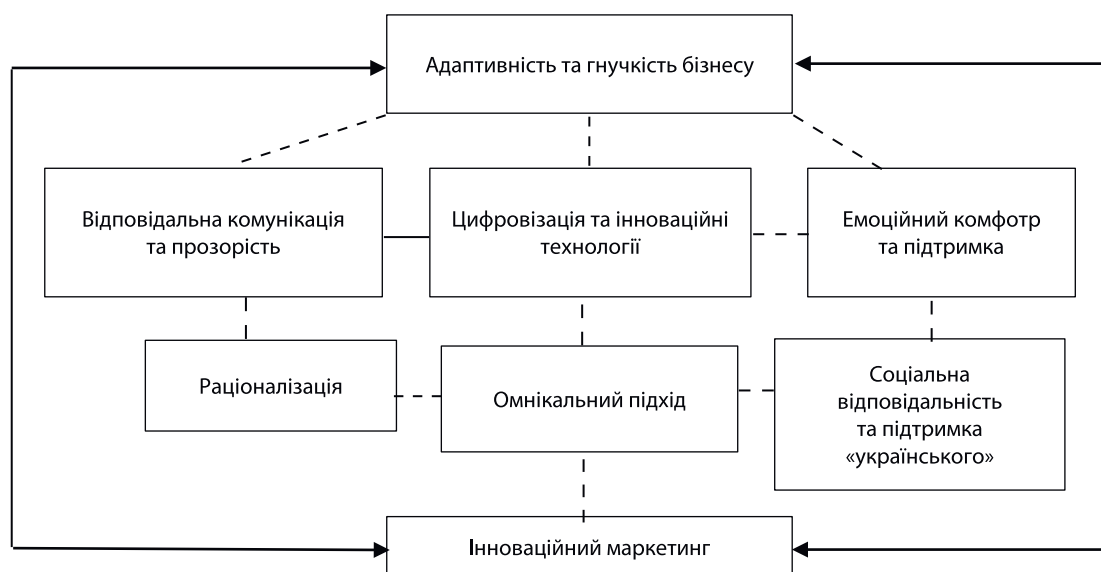 Адаптивність та гнучкість бізнесу
Відповідальна комунікація
та прозорість
Цифровізація та інноваційні
технології
Емоційний комфотр
та підтримка
Раціоналізація
Омнікальний підхід
Соціальна
відповідальність
та підтримка
«українського»
Інноваційний маркетинг